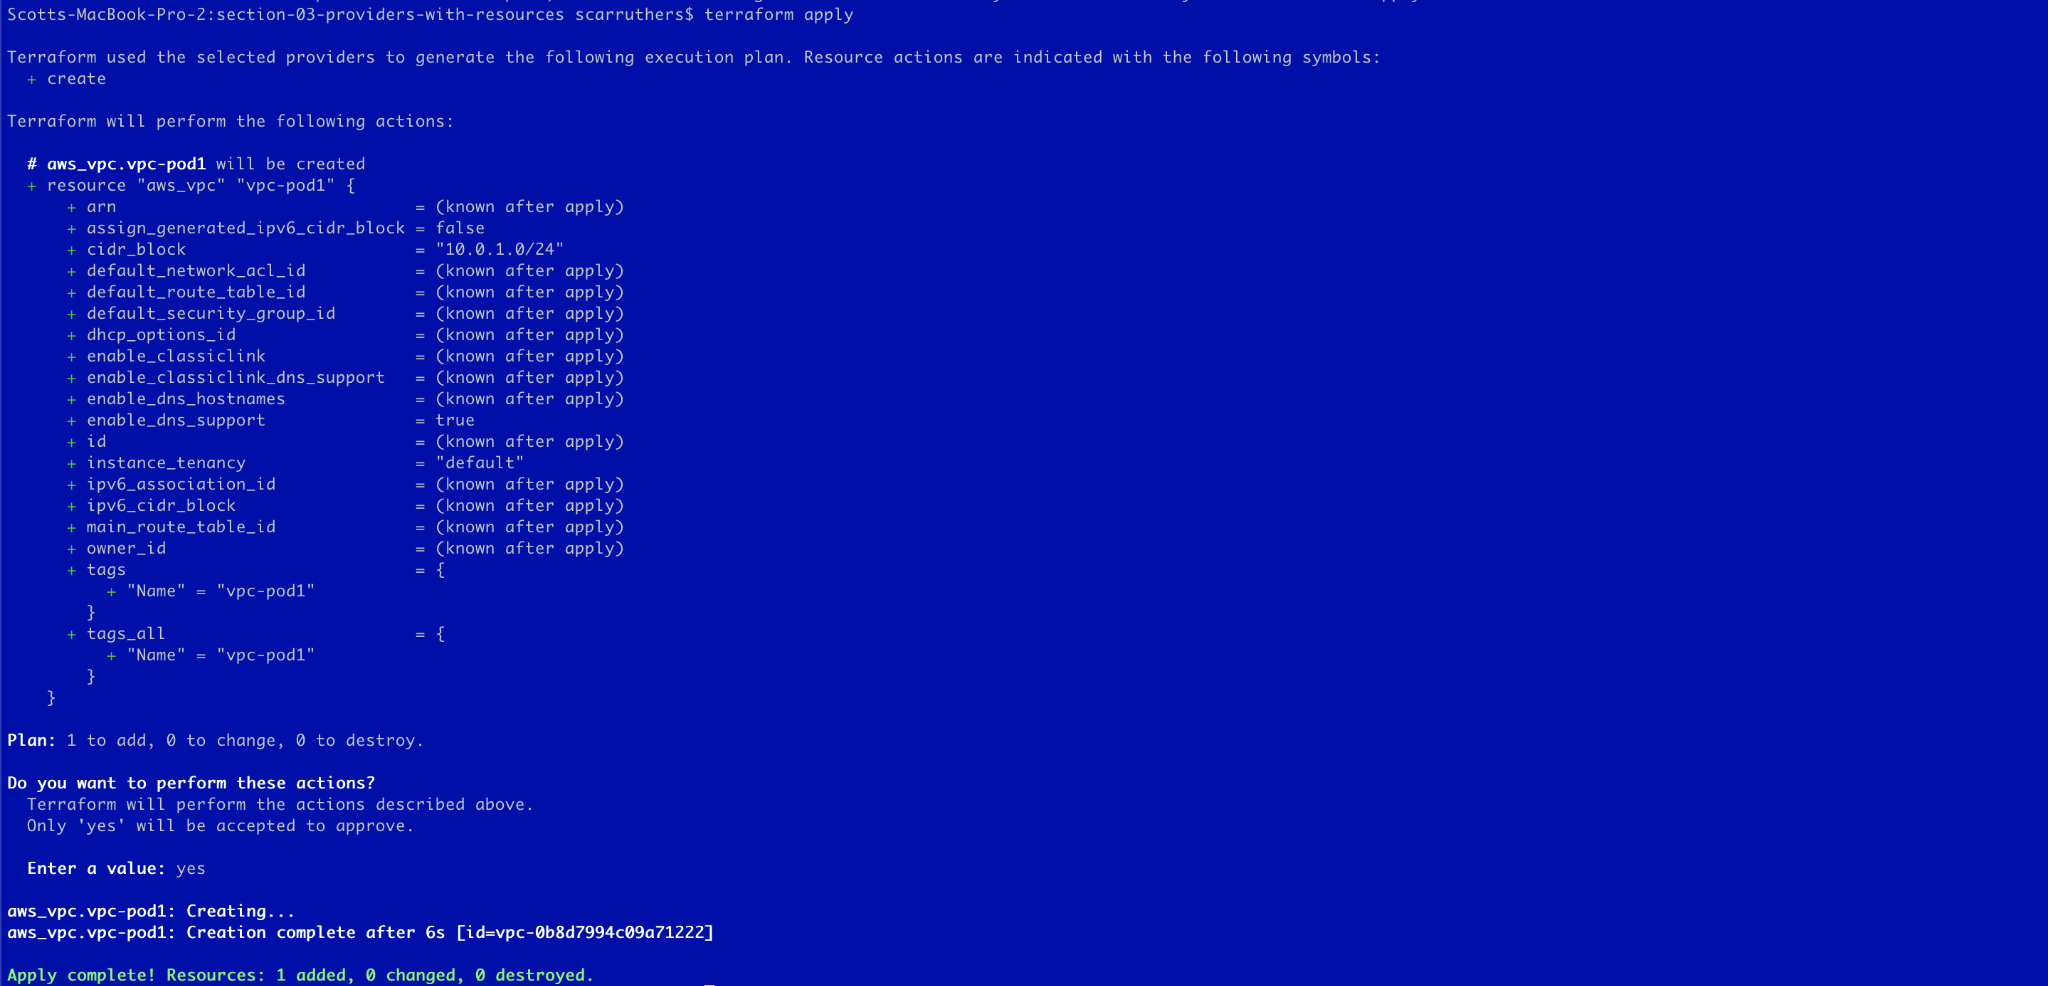 Scotts-MacBook-Pro-2:section-03-providers-with-resources scarruthers$ terraform apply
Terraform used the selected providers to generate the following execution plan. Resource actions are indicated with the following symbols:
  + create
Terraform will perform the following actions:
  # aws_vpc.vpc-pod1 will be created
  + resource "aws_vpc" "vpc-pod1" {
      + arn                              = (known after apply)
      + assign_generated_ipv6_cidr_block = false
      + cidr_block                       = "10.0.1.0/24"
      + default_network_acl_id           = (known after apply)
      + default_route_table_id           = (known after apply)
      + default_security_group_id        = (known after apply)
      + dhcp_options_id                  = (known after apply)
      + enable_classiclink               = (known after apply)
      + enable_classiclink_dns_support   = (known after apply)
      + enable_dns_hostnames             = (known after apply)
      + enable_dns_support               = true
      + id                               = (known after apply)
      + instance_tenancy                 = "default"
      + ipv6_association_id              = (known after apply)
      + ipv6_cidr_block                  = (known after apply)
      + main_route_table_id              = (known after apply)
      + owner_id                         = (known after apply)
      + tags                             = {
          + "Name" = "vpc-pod1"
        }
      + tags_all                         = {
          + "Name" = "vpc-pod1"
        }
    }
Plan: 1 to add, 0 to change, 0 to destroy.
Do you want to perform these actions?
  Terraform will perform the actions described above.
  Only 'yes' will be accepted to approve.
  Enter a value: yes
aws_vpc.vpc-pod1: Creating...
aws_vpc.vpc-pod1: Creation complete after 6s [id=vpc-0b8d7994c09a71222]
Apply complete! Resources: 1 added, 0 changed, 0 destroyed.